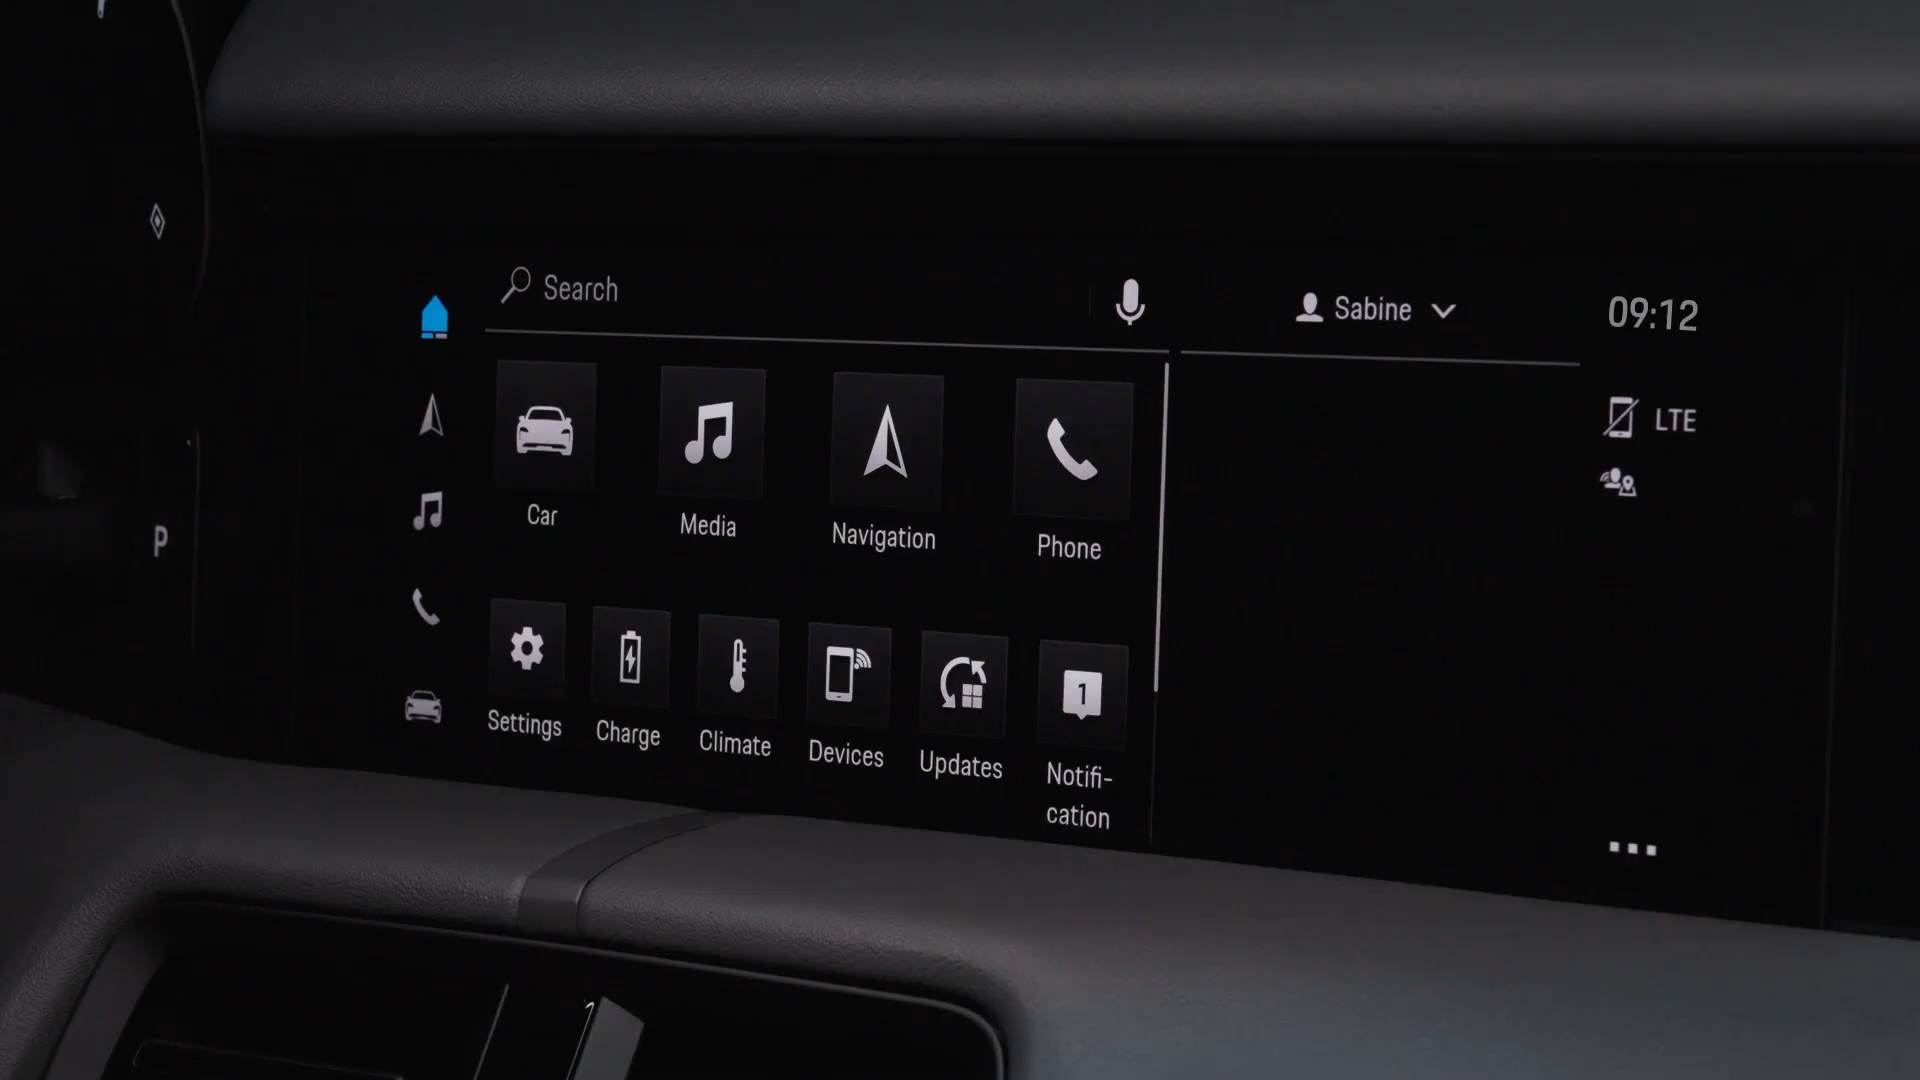 Search
Sabine
09:12
LTE
Car
Media
Navigation
Phone
P
1
Settings
Charge
Climate
Devices
Updates
Notifi-
cation